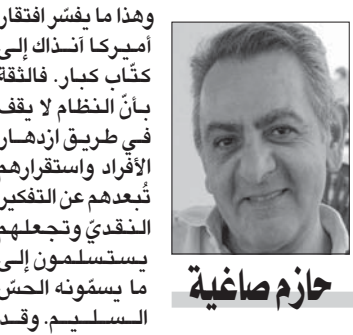 وهذا ما يفسّر افتقار
أميركا آنذاك إلى
كتّاب كبار. فالثقة
بأنّ النظام لا يقف
في طريق ازدهار
الأفراد واستقرارهم
تُبعدهم عن التفكير
النقديّ وتجعلهم
يستسلمون إلى
ما يسمّونه الحسّ
السليم. وقد
حازم صاغية